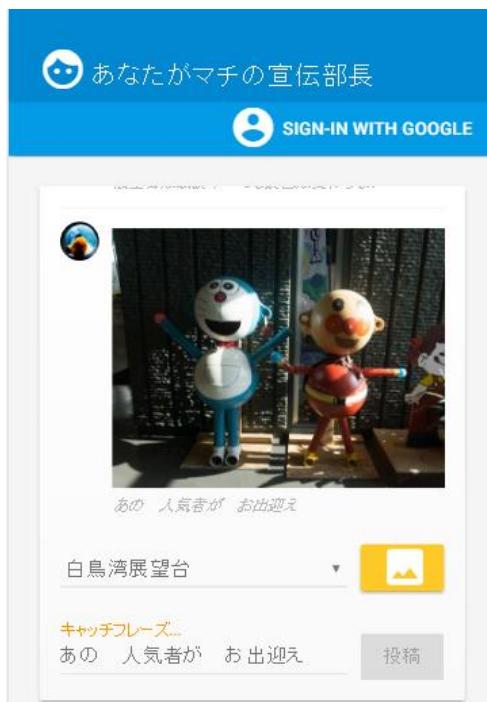 あなたがマチの宣伝部長
SIGN-IN WITH GOOGLE
あの 人気者が お出迎え
白鳥湾展望台
キャッチフレーズ...
あの 人気者が お出迎え
投稿